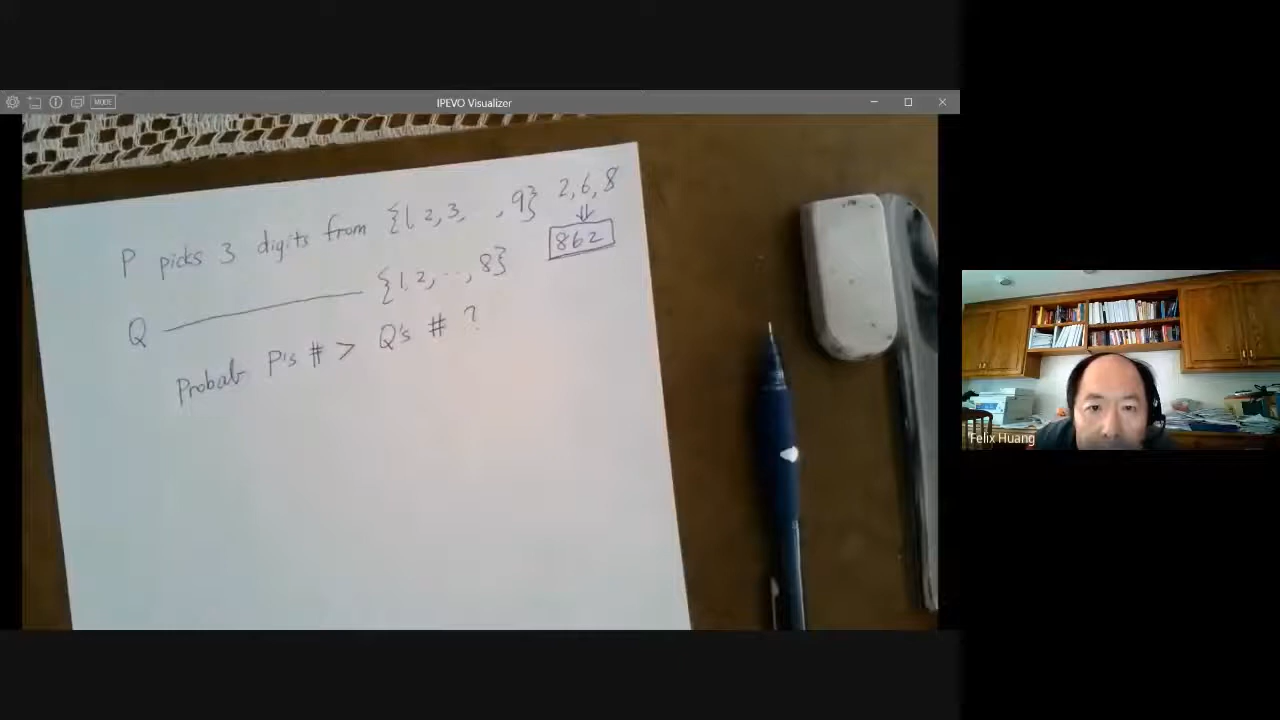 IPEVO Visualizer
MODE
P picks 3 digits from {1, 2, 3, .., 9} 2, 6, 8
⇓
862
Q ———— {1, 2, .., 8}
Probab P's # > Q's # ?
Felix Huang